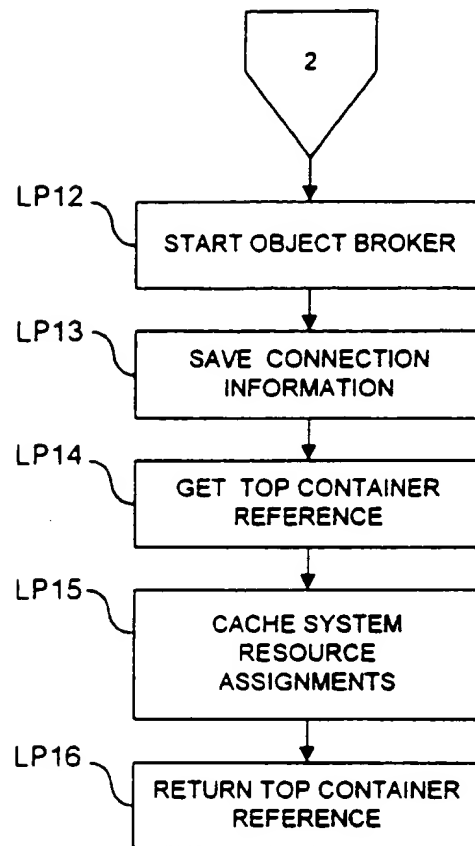 2
LP12
START OBJECT BROKER
LP13
SAVE CONNECTION
INFORMATION
LP14
GET TOP CONTAINER
REFERENCE
LP15
CACHE SYSTEM
RESOURCE
ASSIGNMENTS
LP16
RETURN TOP CONTAINER
REFERENCE